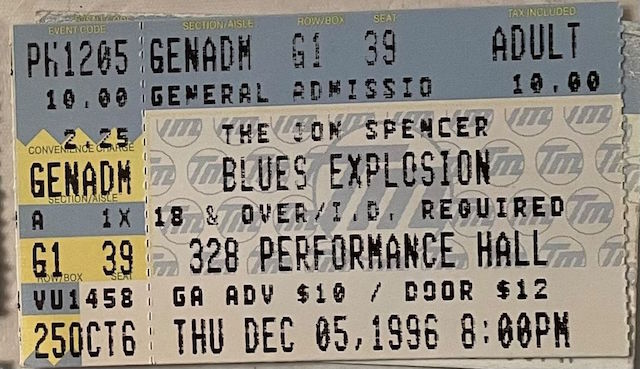 EVENT CODE SECTION/AISLE ROW/BOX SEAT TAX INCLUDED
PH1205 GENADM G1 39 ADULT
10.00 GENERAL ADMISSIO 10.00
2.25 THE JON SPENCER
CONVENIENCE CHARGE
GENADM BLUES EXPLOSION
SECTION/AISLE
A 1X 18 & OVER/I.D. REQUIRED
G1 39 328 PERFORMANCE HALL
ROW/BOX SEAT
VU1458 GA ADV $10 / DOOR $12
25OCT6 THU DEC 05,1996 8:00PM